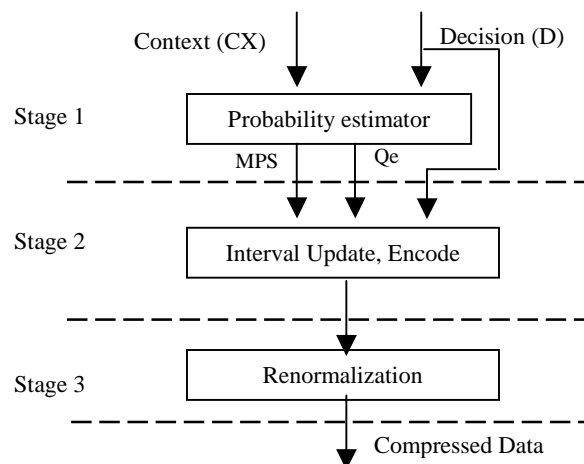 Context (CX)
Decision (D)
Stage 1
Probability estimator
MPS
Qe
Stage 2
Interval Update, Encode
Stage 3
Renormalization
Compressed Data